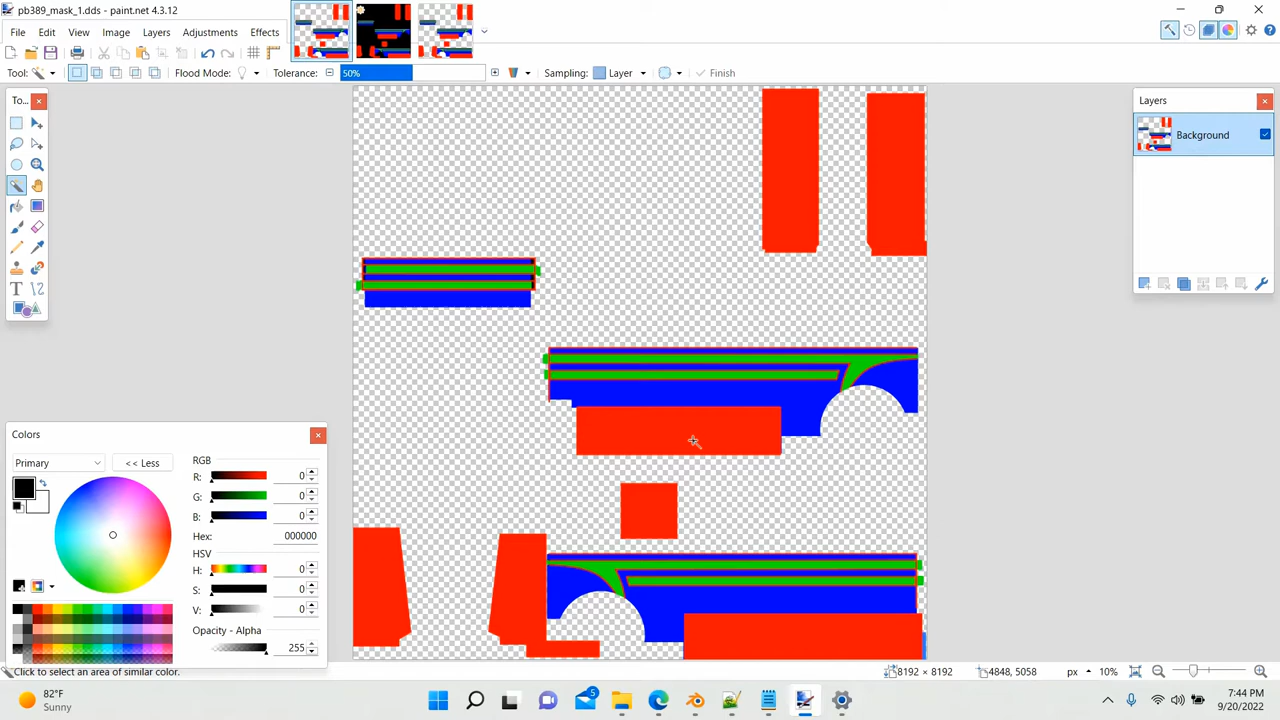 pb389_mask_1.dds - paint.net 4.3.12
File Edit View Image Layers Adjustments Effects
Tool: Flood Mode: Tolerance: 50% Sampling: Layer Finish
To...
Layers
Background
Colors
Primary << Less
RGB
R: 0
G: 0
B: 0
Hex: 000000
HSV
H: 0
S: 0
V: 0
Opacity - Alpha
255
Click to select an area of similar color.
8192 × 8192 4848, 5058 px 10%
5
82°F
Sunny
7:44 PM
9/20/2022